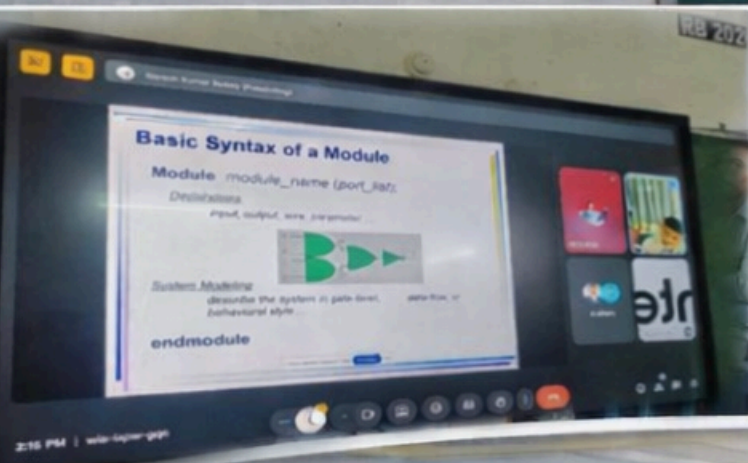 RB 202
Basic Syntax of a Module
Module module_name (port_list);
Declarations
input, output, wire, parameter ...
System Modeling
describe the system in gate-level, data-flow, or
behavioral style...
endmodule
2:16 PM